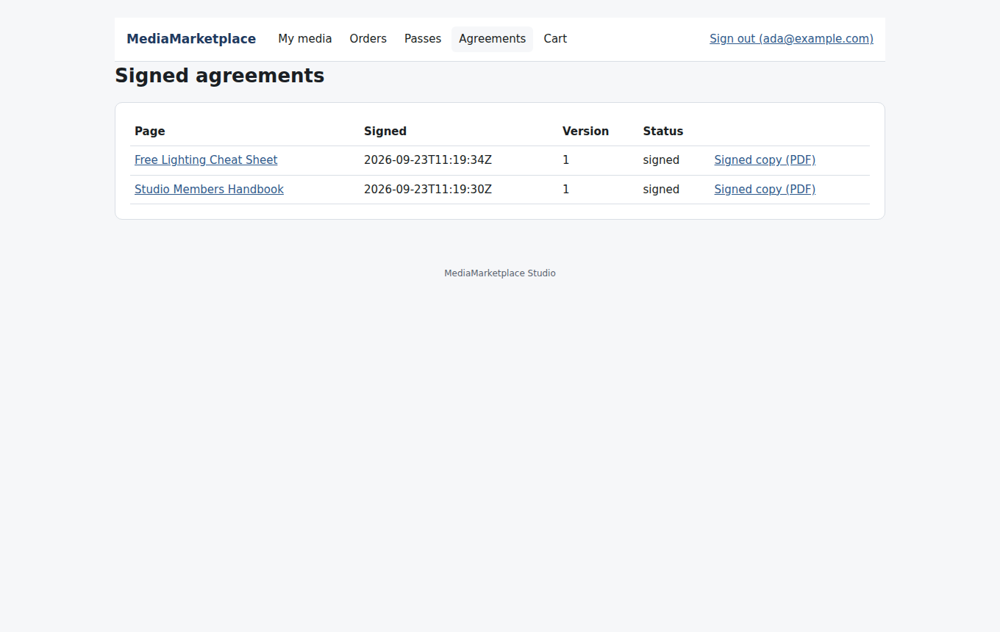 MediaMarketplace My media Orders Passes Agreements Cart Sign out (ada@example.com)
Signed agreements
Page Signed Version Status
Free Lighting Cheat Sheet 2026-09-23T11:19:34Z 1 signed Signed copy (PDF)
Studio Members Handbook 2026-09-23T11:19:30Z 1 signed Signed copy (PDF)
MediaMarketplace Studio